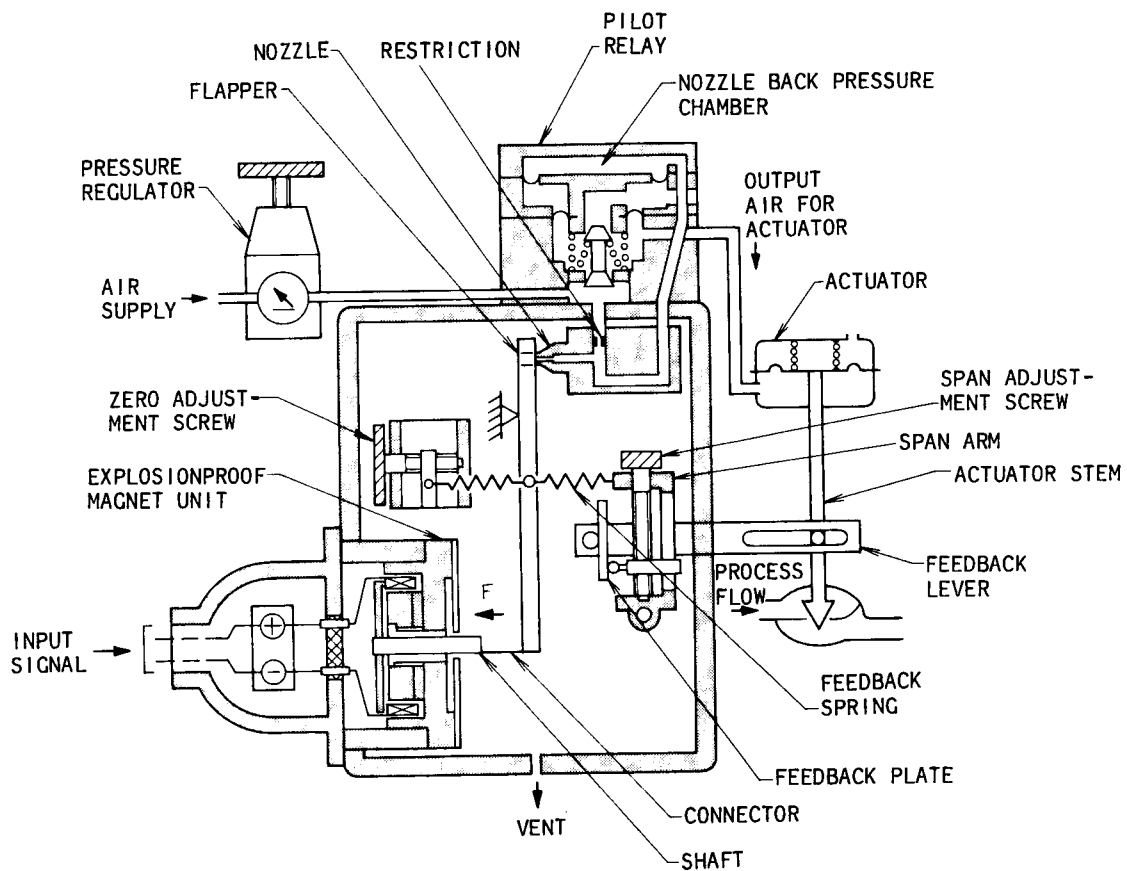 PILOT
RELAY
NOZZLE
RESTRICTION
FLAPPER
NOZZLE BACK PRESSURE
CHAMBER
PRESSURE
REGULATOR
OUTPUT
AIR FOR
ACTUATOR
AIR
SUPPLY
ACTUATOR
ZERO ADJUST-
MENT SCREW
SPAN ADJUST-
MENT SCREW
SPAN ARM
EXPLOSIONPROOF
MAGNET UNIT
ACTUATOR STEM
F
PROCESS
FLOW
FEEDBACK
LEVER
+
−
INPUT
SIGNAL
FEEDBACK
SPRING
FEEDBACK PLATE
CONNECTOR
VENT
SHAFT